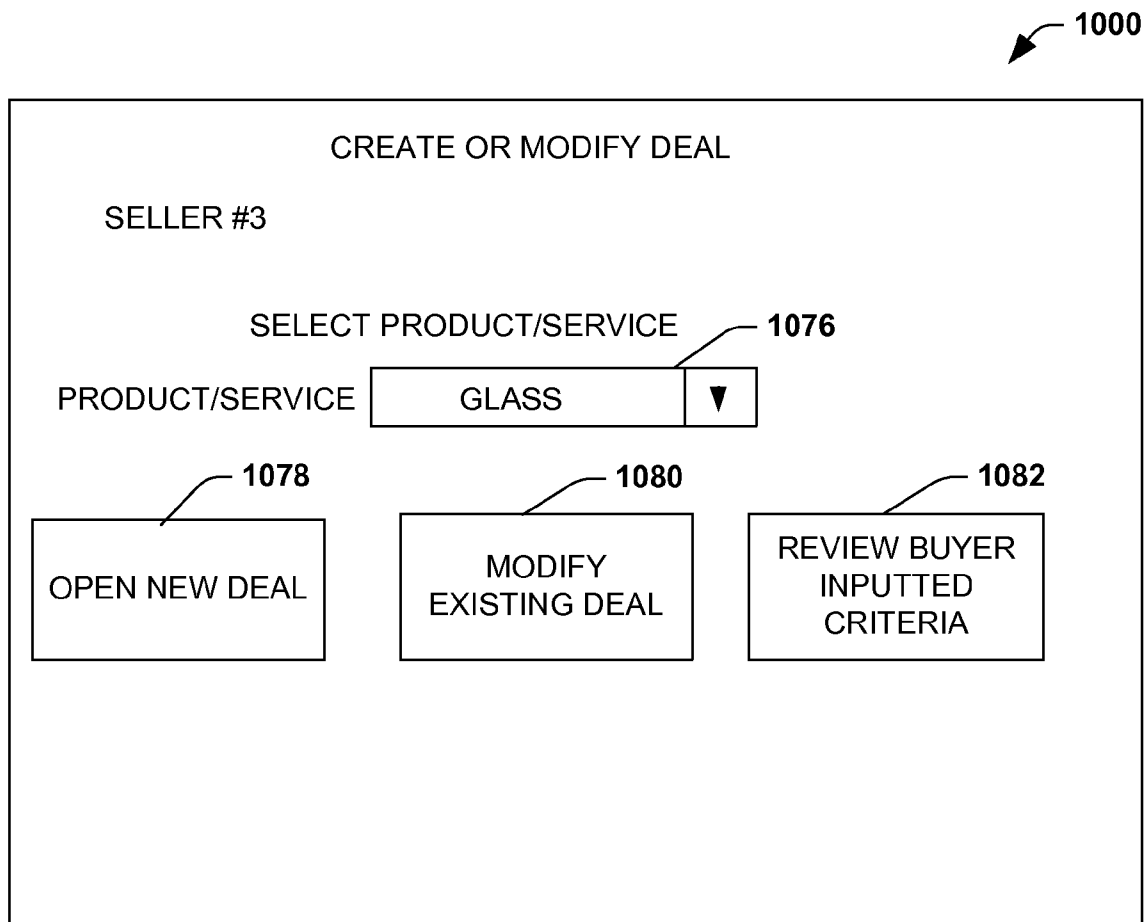 1000
CREATE OR MODIFY DEAL
SELLER #3
SELECT PRODUCT/SERVICE
1076
PRODUCT/SERVICE
GLASS
1078
1080
1082
OPEN NEW DEAL
MODIFY
EXISTING DEAL
REVIEW BUYER
INPUTTED
CRITERIA